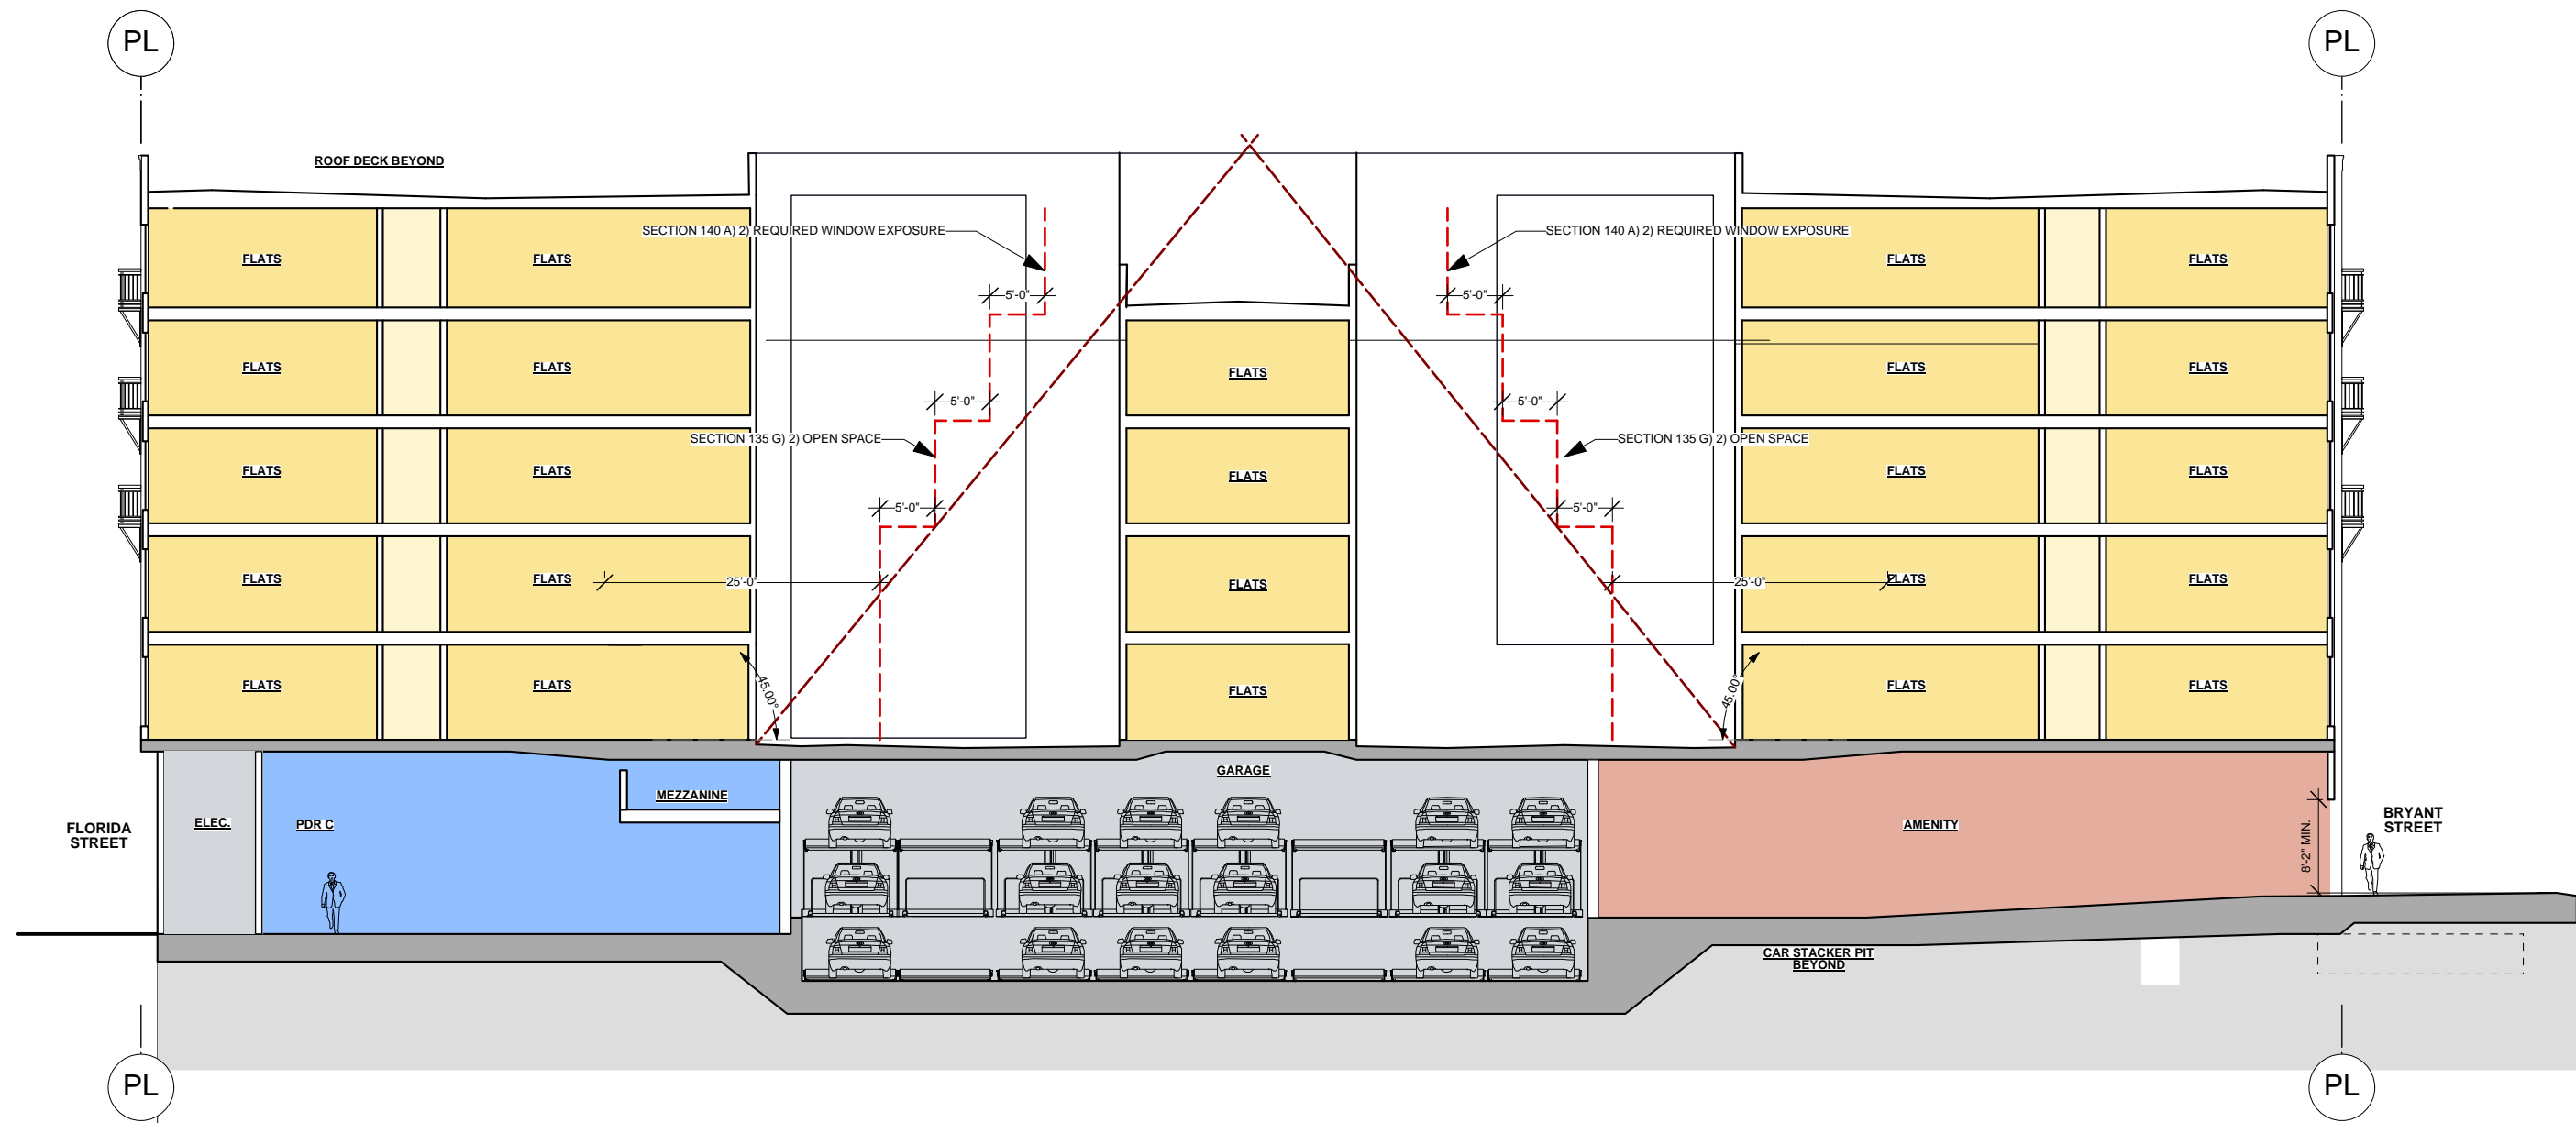 PL
PL
ROOF DECK BEYOND
SECTION 140 A) 2) REQUIRED WINDOW EXPOSURE
SECTION 140 A) 2) REQUIRED WINDOW EXPOSURE
FLATS
FLATS
FLATS
FLATS
5'-0"
5'-0"
FLATS
FLATS
FLATS
FLATS
FLATS
5'-0"
5'-0"
SECTION 135 G) 2) OPEN SPACE
SECTION 135 G) 2) OPEN SPACE
FLATS
FLATS
FLATS
FLATS
FLATS
5'-0"
5'-0"
FLATS
FLATS
25'-0"
FLATS
25'-0"
FLATS
FLATS
FLATS
FLATS
45.00°
FLATS
45.00°
FLATS
FLATS
GARAGE
MEZZANINE
FLORIDA
STREET
ELEC.
PDR C
AMENITY
8'-2" MIN.
BRYANT
STREET
CAR STACKER PIT
BEYOND
PL
PL